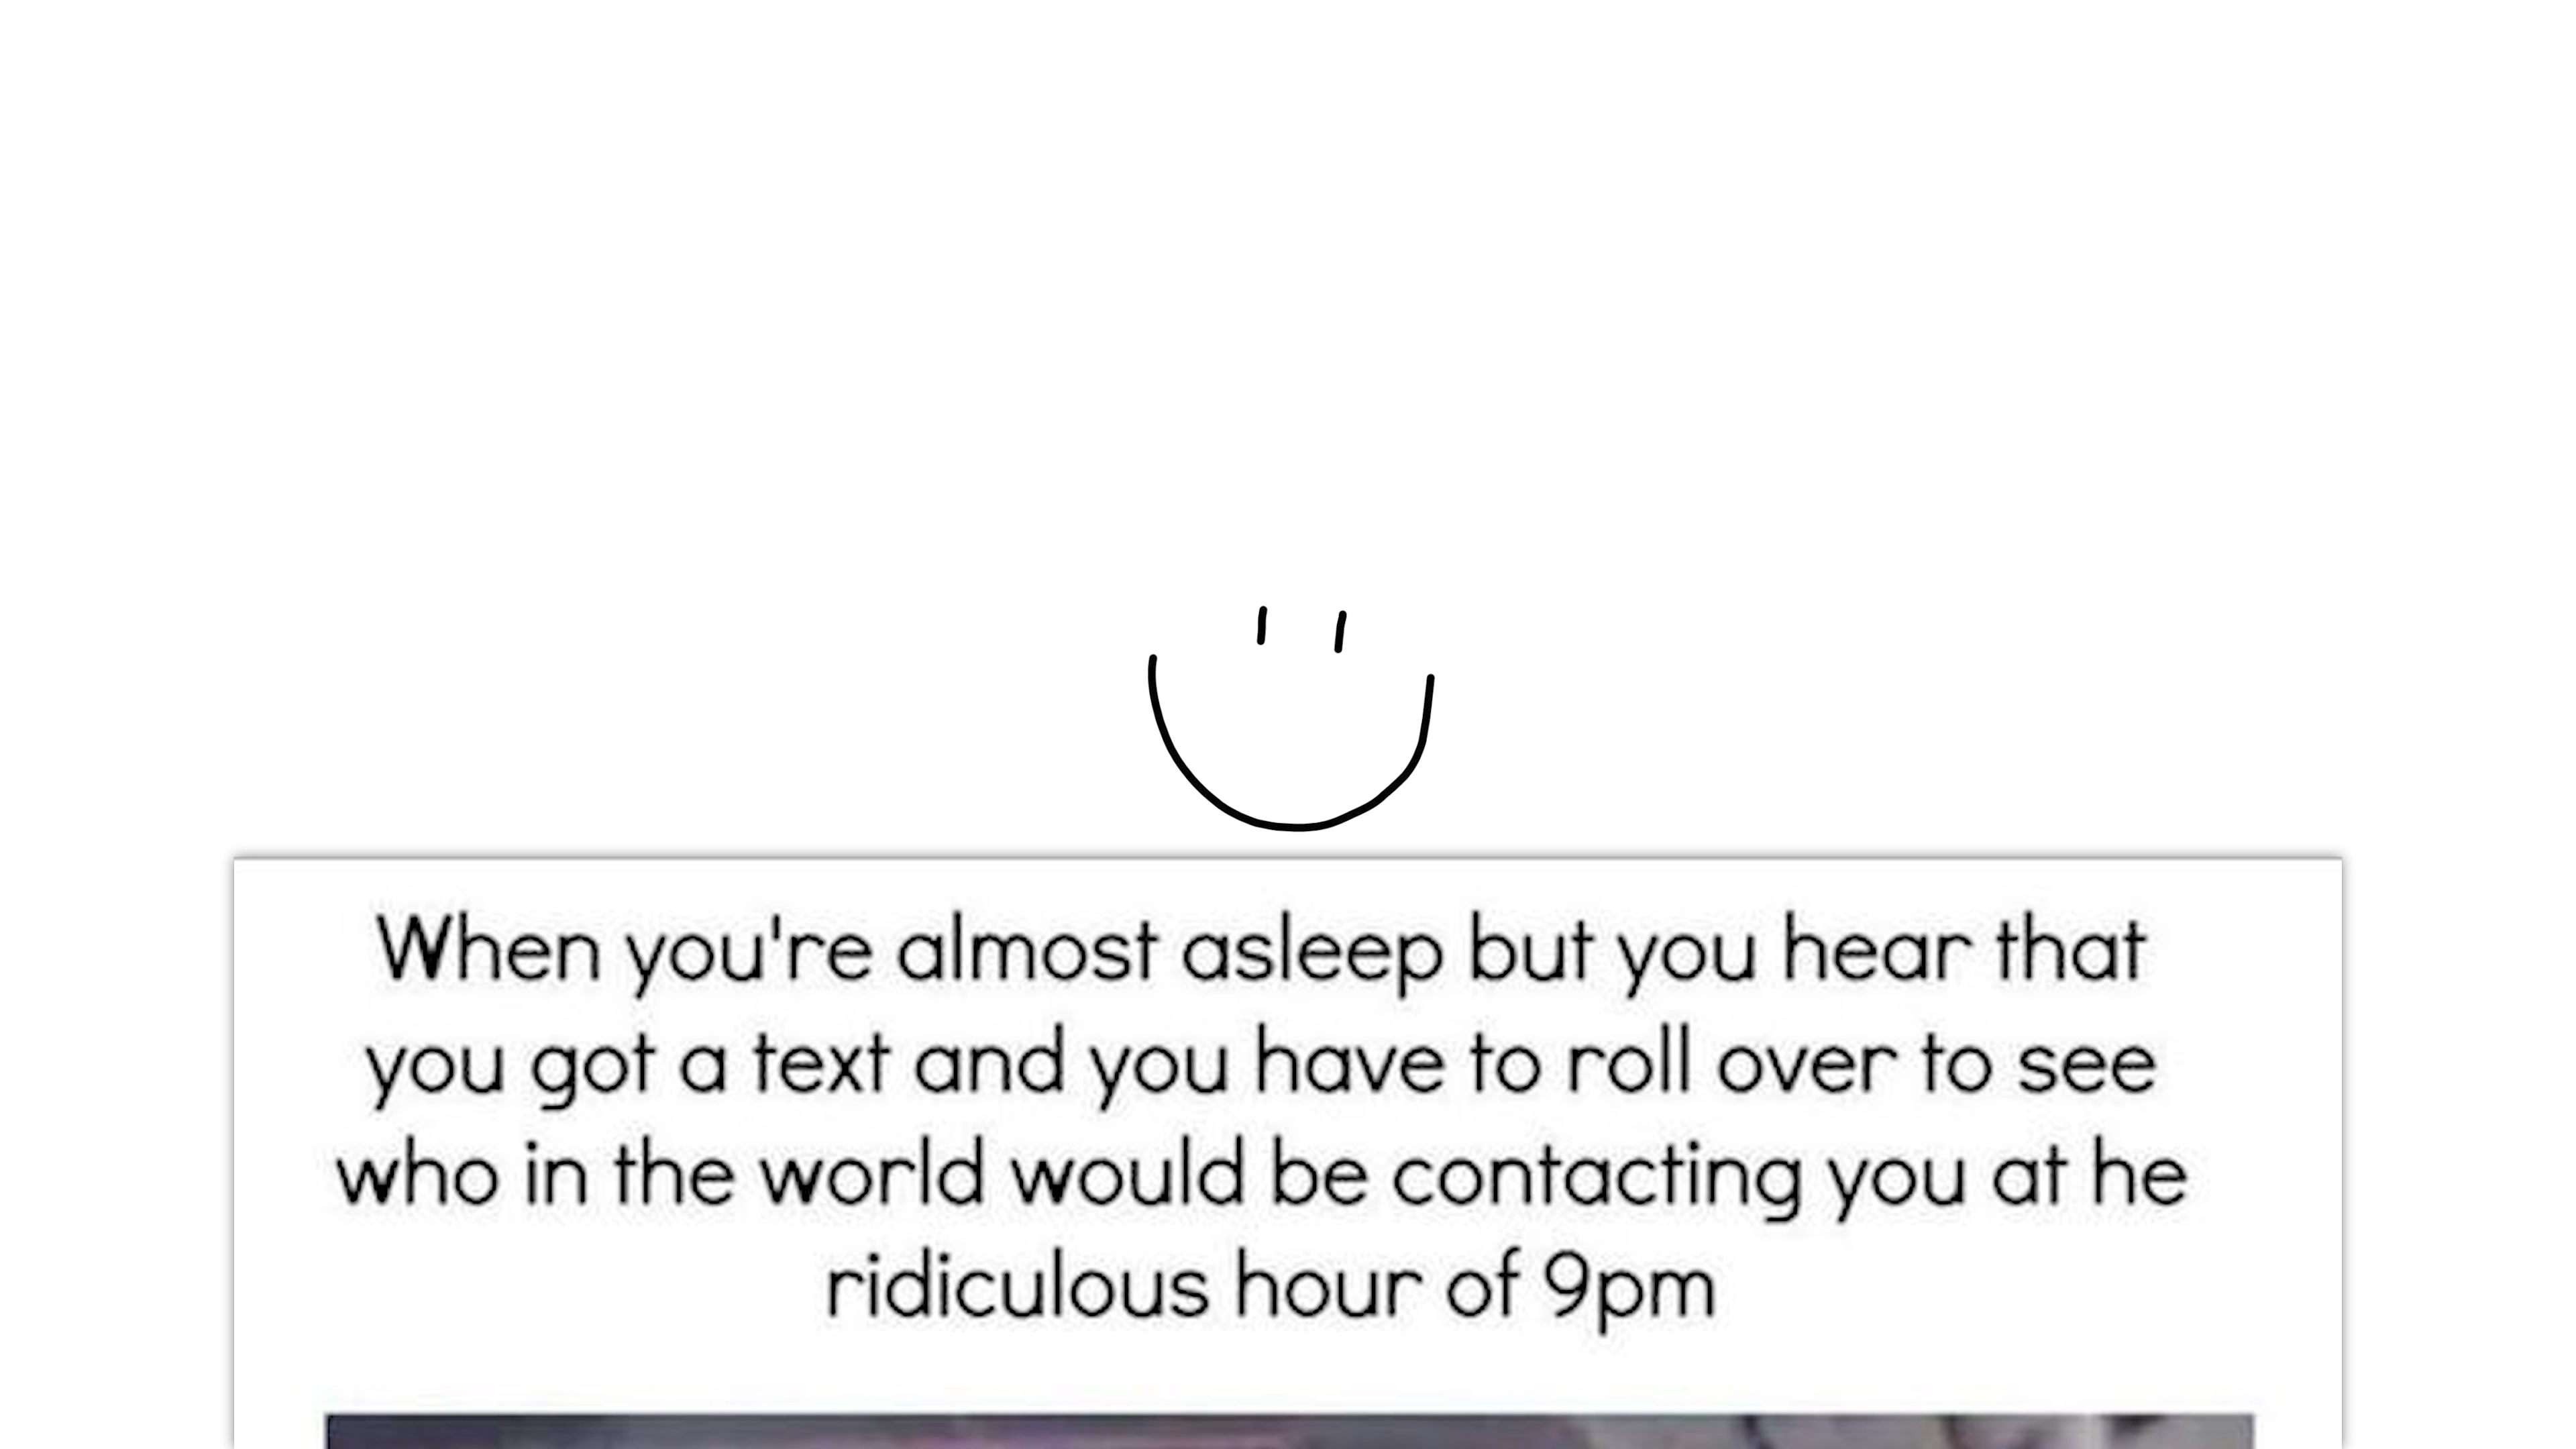 When you're almost asleep but you hear that
you got a text and you have to roll over to see
who in the world would be contacting you at he
ridiculous hour of 9pm